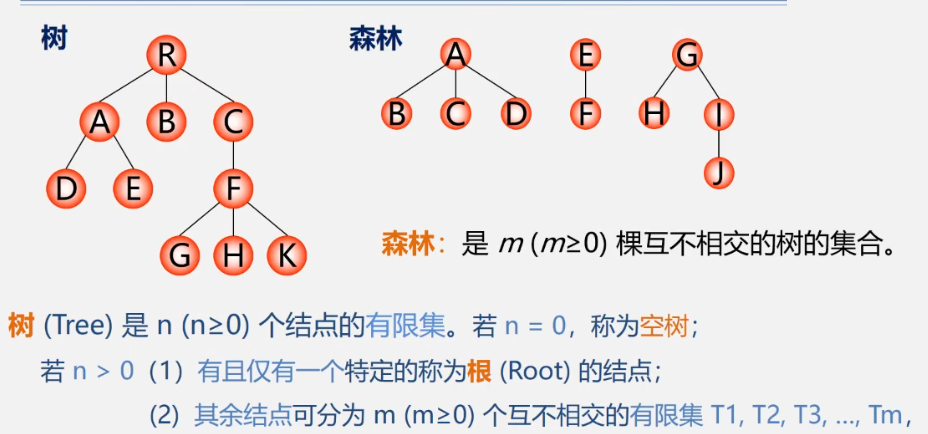 树
森林
R
A B C
D E F
G H K
A E G
B C D F H I
J
森林：是 m (m≥0) 棵互不相交的树的集合。
树 (Tree) 是 n (n≥0) 个结点的有限集。若 n = 0，称为空树；
若 n > 0（1）有且仅有一个特定的称为根 (Root) 的结点；
(2) 其余结点可分为 m (m≥0) 个互不相交的有限集 T1, T2, T3, …, Tm，